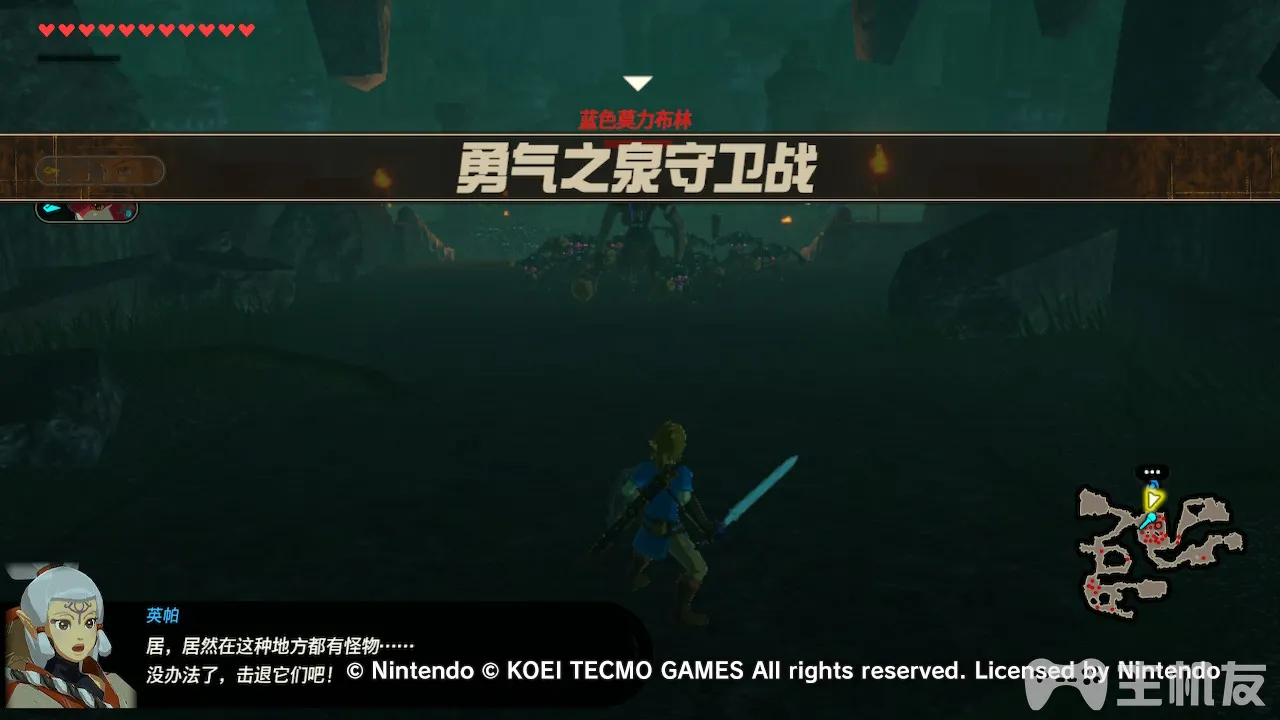 蓝色莫力布林
勇气之泉守卫战
英帕
居，居然在这种地方都有怪物……
没办法了，击退它们吧！
© Nintendo © KOEI TECMO GAMES All rights reserved. Licensed by Nintendo
主机友